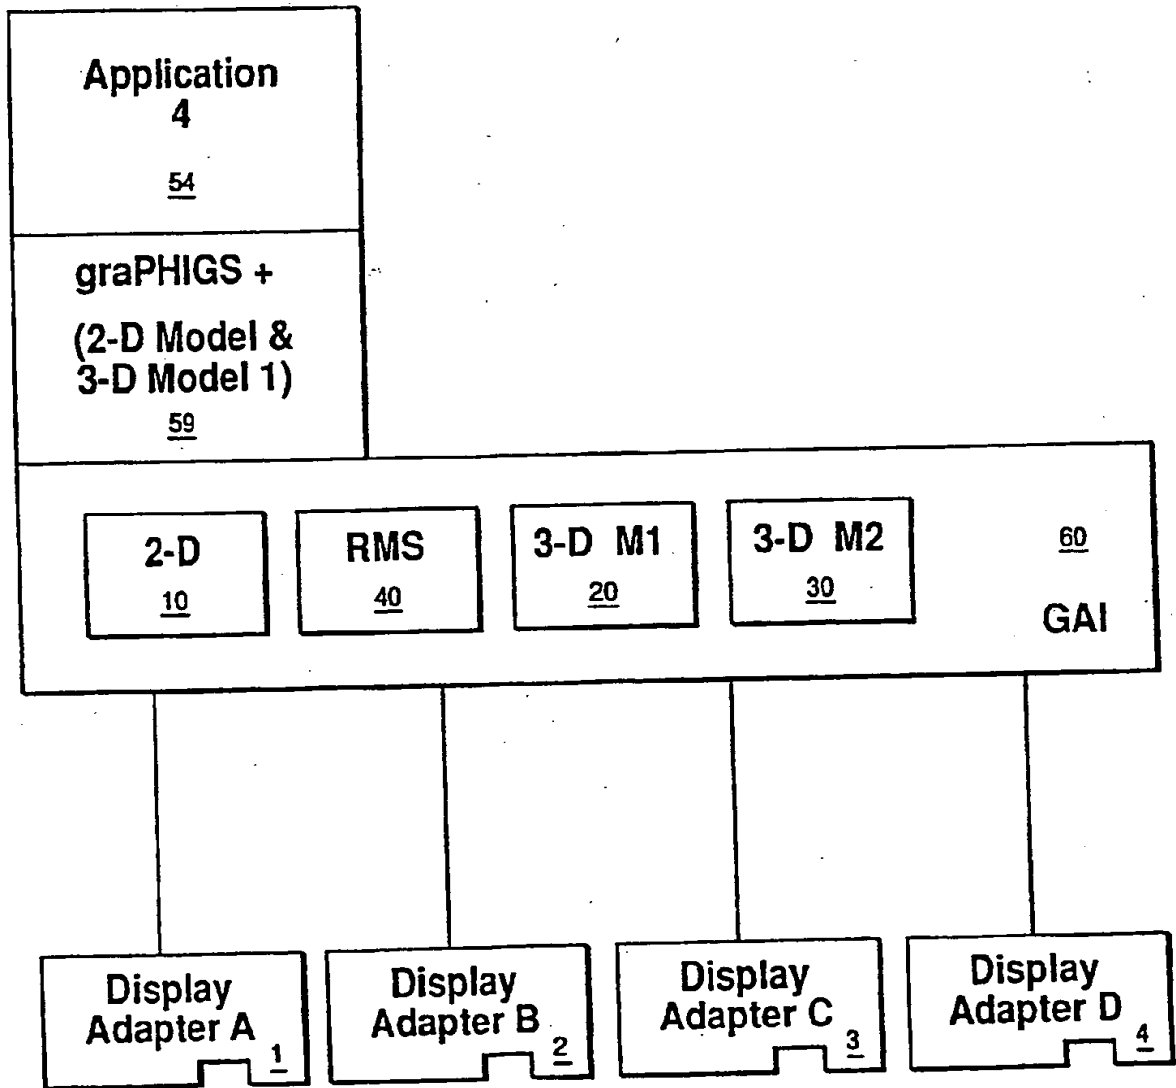 Application
4
54
graPHIGS +
(2-D Model &
3-D Model 1)
59
2-D
10
RMS
40
3-D M1
20
3-D M2
30
60
GAI
Display
Adapter A
1
Display
Adapter B
2
Display
Adapter C
3
Display
Adapter D
4